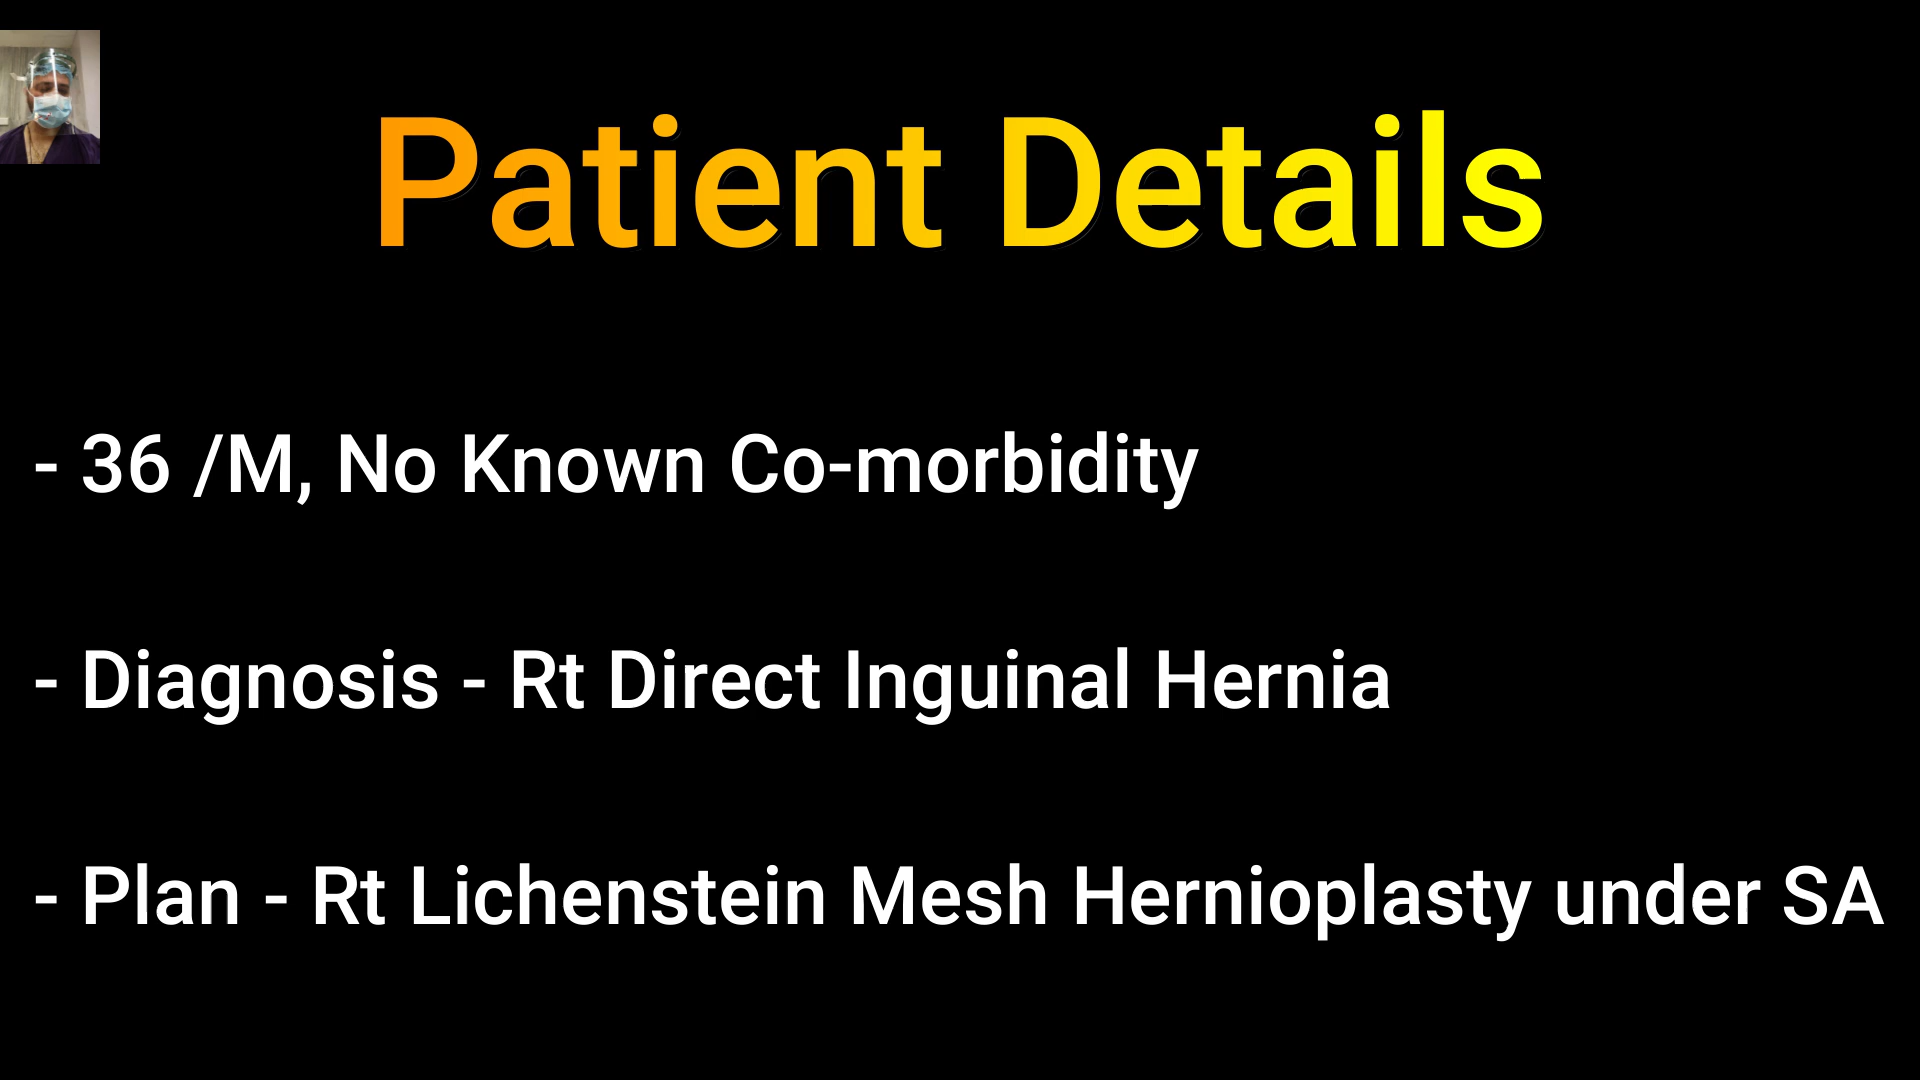 Patient Details
- 36 /M, No Known Co-morbidity
- Diagnosis - Rt Direct Inguinal Hernia
- Plan - Rt Lichenstein Mesh Hernioplasty under SA